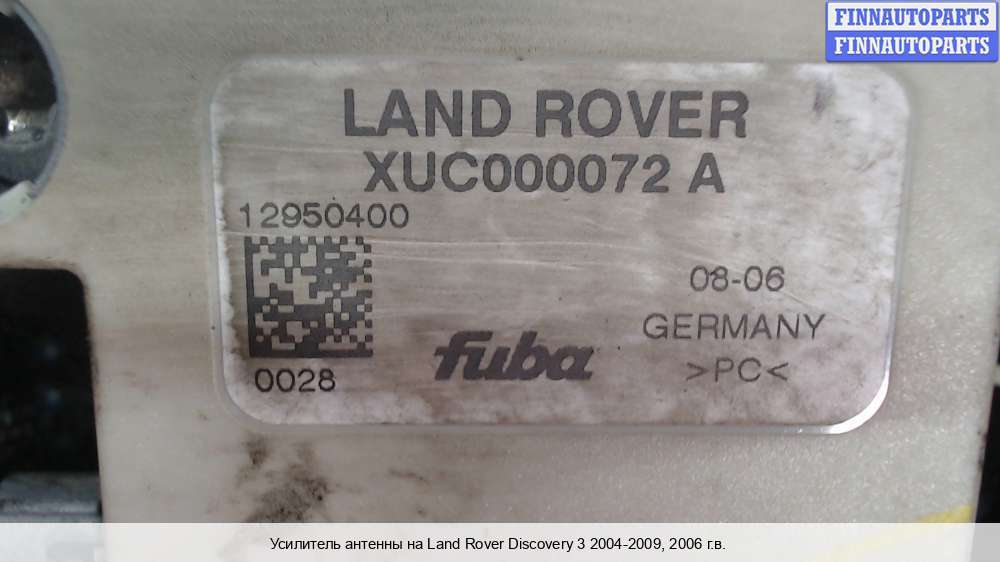 FINNAUTOPARTS
FINNAUTOPARTS
LAND ROVER
XUC000072 A
12950400
08-06
GERMANY
fuba
>PC<
0028
Усилитель антенны на Land Rover Discovery 3 2004-2009, 2006 г.в.